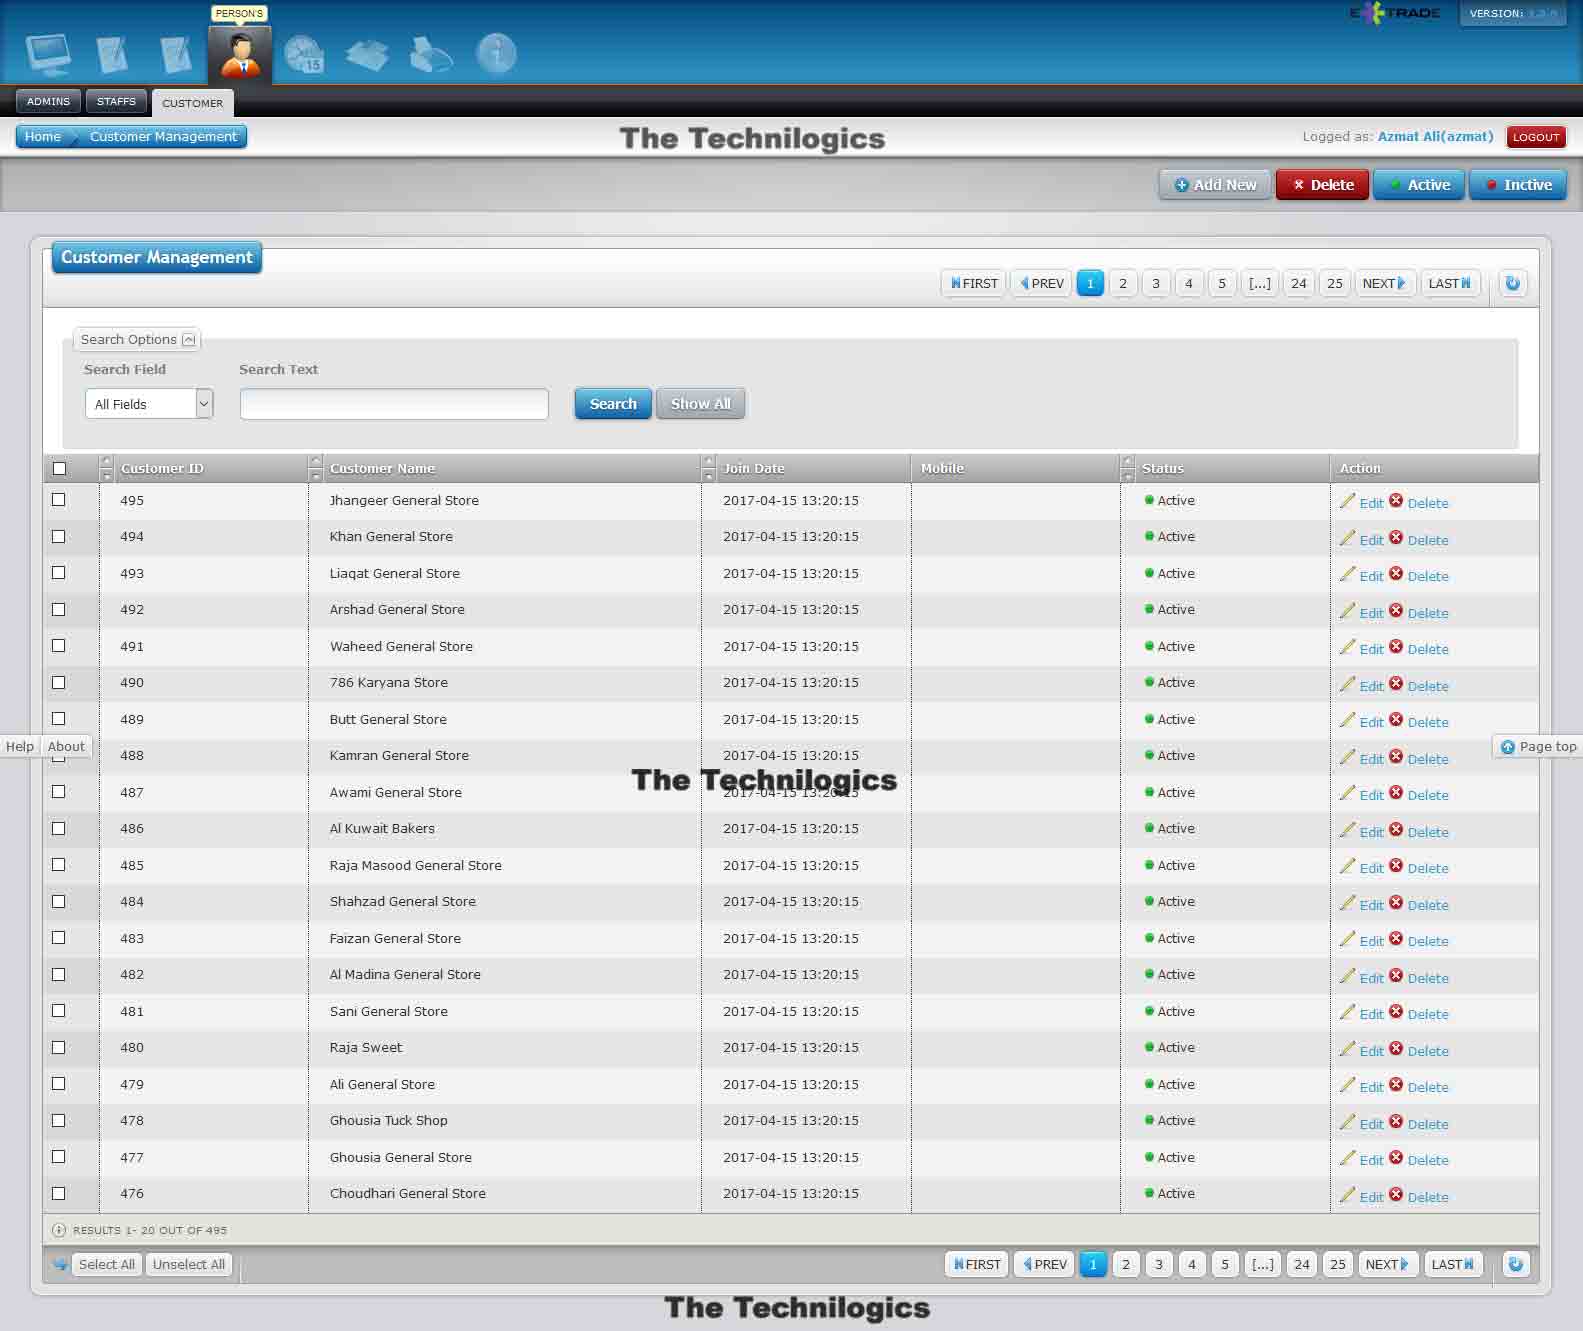 PERSON'S
E TRADE
VERSION:
15
ADMINS STAFFS CUSTOMER
Home Customer Management The Technilogics Logged as: Azmat Ali(azmat) LOGOUT
Add New Delete Active Inctive
Customer Management
FIRST PREV 1 2 3 4 5 [...] 24 25 NEXT LAST
Search Options
Search Field Search Text
All Fields Search Show All
Customer ID Customer Name Join Date Mobile Status Action
495 Jhangeer General Store 2017-04-15 13:20:15 Active Edit Delete
494 Khan General Store 2017-04-15 13:20:15 Active Edit Delete
493 Liaqat General Store 2017-04-15 13:20:15 Active Edit Delete
492 Arshad General Store 2017-04-15 13:20:15 Active Edit Delete
491 Waheed General Store 2017-04-15 13:20:15 Active Edit Delete
490 786 Karyana Store 2017-04-15 13:20:15 Active Edit Delete
489 Butt General Store 2017-04-15 13:20:15 Active Edit Delete
Help About Page top
488 Kamran General Store 2017-04-15 13:20:15 Active Edit Delete
The Technilogics
487 Awami General Store 2017-04-15 13:20:15 Active Edit Delete
486 Al Kuwait Bakers 2017-04-15 13:20:15 Active Edit Delete
485 Raja Masood General Store 2017-04-15 13:20:15 Active Edit Delete
484 Shahzad General Store 2017-04-15 13:20:15 Active Edit Delete
483 Faizan General Store 2017-04-15 13:20:15 Active Edit Delete
482 Al Madina General Store 2017-04-15 13:20:15 Active Edit Delete
481 Sani General Store 2017-04-15 13:20:15 Active Edit Delete
480 Raja Sweet 2017-04-15 13:20:15 Active Edit Delete
479 Ali General Store 2017-04-15 13:20:15 Active Edit Delete
478 Ghousia Tuck Shop 2017-04-15 13:20:15 Active Edit Delete
477 Ghousia General Store 2017-04-15 13:20:15 Active Edit Delete
476 Choudhari General Store 2017-04-15 13:20:15 Active Edit Delete
RESULTS 1- 20 OUT OF 495
Select All Unselect All FIRST PREV 1 2 3 4 5 [...] 24 25 NEXT LAST
The Technilogics